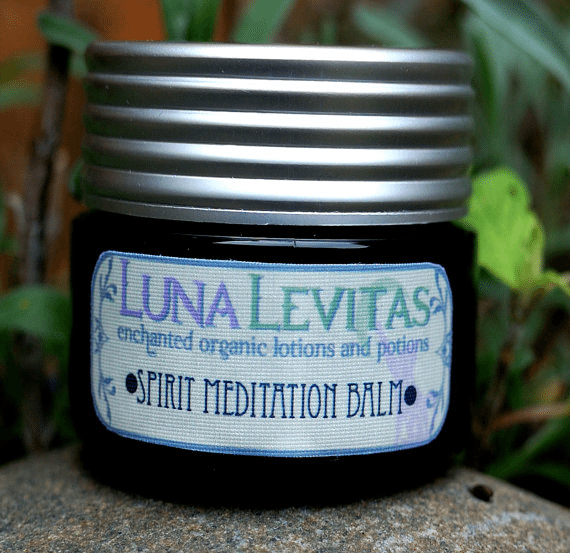 LUNA LEVITAS
enchanted organic lotions and potions
•SPIRIT MEDITATION BALM•